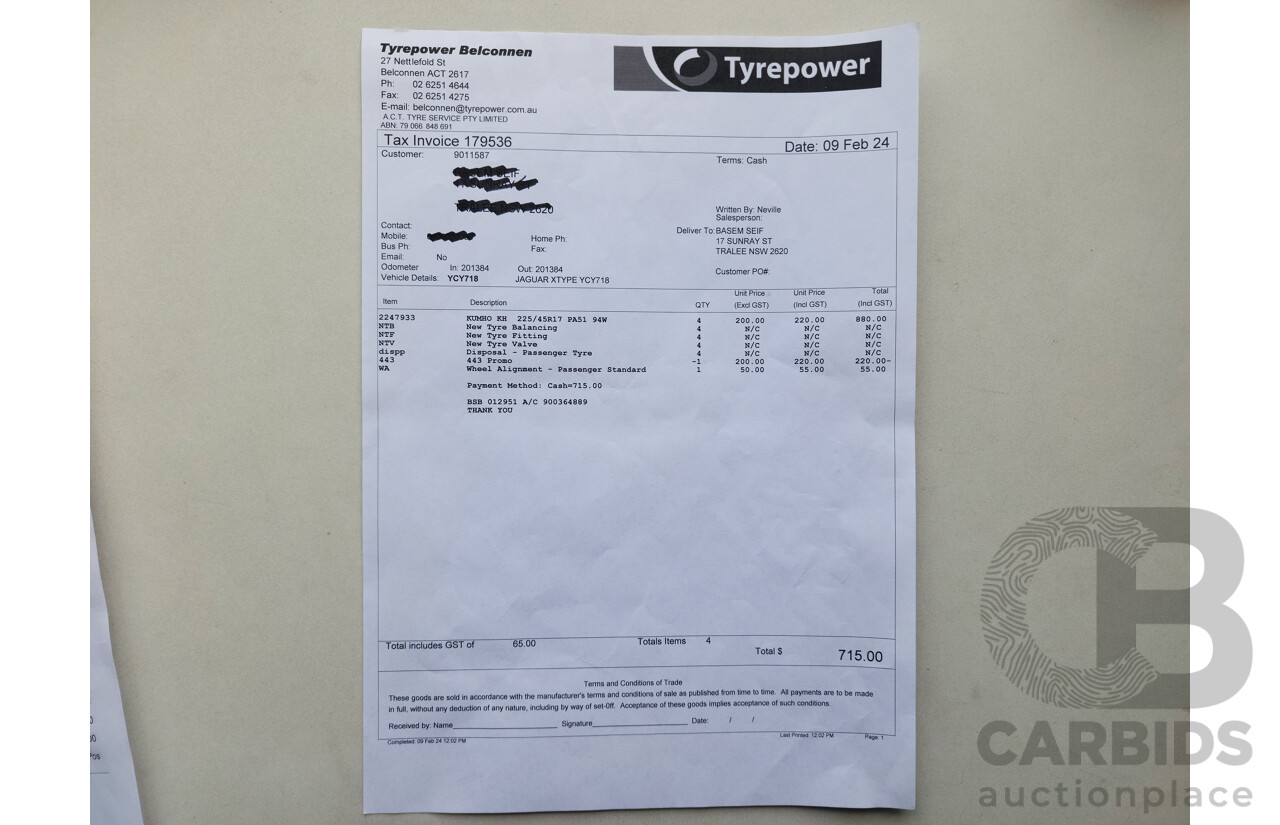 Tyrepower Belconnen
27 Nettlefold St
Belconnen ACT 2617
Ph: 02 6251 4644
Fax: 02 6251 4275
E-mail: belconnen@tyrepower.com.au
A.C.T. TYRE SERVICE PTY LIMITED
ABN: 79 066 848 691
Tyrepower
Tax Invoice 179536 Date: 09 Feb 24
Customer: 9011587
Terms: Cash
SEIF
TRALEE NSW 2620
Written By: Neville
Salesperson:
Contact:
Mobile:
Bus Ph:
Email: No
Home Ph:
Fax:
Deliver To: BASEM SEIF
17 SUNRAY ST
TRALEE NSW 2620
Odometer In: 201384 Out: 201384
Customer PO#:
Vehicle Details: YCY718 JAGUAR XTYPE YCY718
Item Description QTY Unit Price (Excl GST) Unit Price (Incl GST) Total (Incl GST)
2247933 KUMHO KH 225/45R17 PA51 94W 4 200.00 220.00 880.00
NTB New Tyre Balancing 4 N/C N/C N/C
NTF New Tyre Fitting 4 N/C N/C N/C
NTV New Tyre Valve 4 N/C N/C N/C
dispp Disposal - Passenger Tyre 4 N/C N/C N/C
443 443 Promo -1 200.00 220.00 220.00-
WA Wheel Alignment - Passenger Standard 1 50.00 55.00 55.00
Payment Method: Cash=715.00
BSB 012951 A/C 900364889
THANK YOU
Total includes GST of 65.00 Totals Items 4
Total $ 715.00
Terms and Conditions of Trade
These goods are sold in accordance with the manufacturer's terms and conditions of sale as published from time to time. All payments are to be made
in full, without any deduction of any nature, including by way of set-Off. Acceptance of these goods implies acceptance of such conditions.
Received by: Name Signature Date: / /
Completed: 09 Feb 24 12:02 PM Last Printed: 12:02 PM Page: 1
CB
CARBIDS
auctionplace